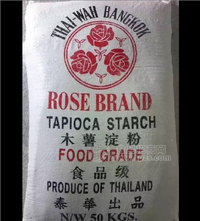 THAI-WAH BANGKOK
ROSE BRAND
TAPIOCA STARCH
木薯淀粉
FOOD GRADE
食品级
PRODUCE OF THAILAND
泰華出品
N/W 50 KGS.